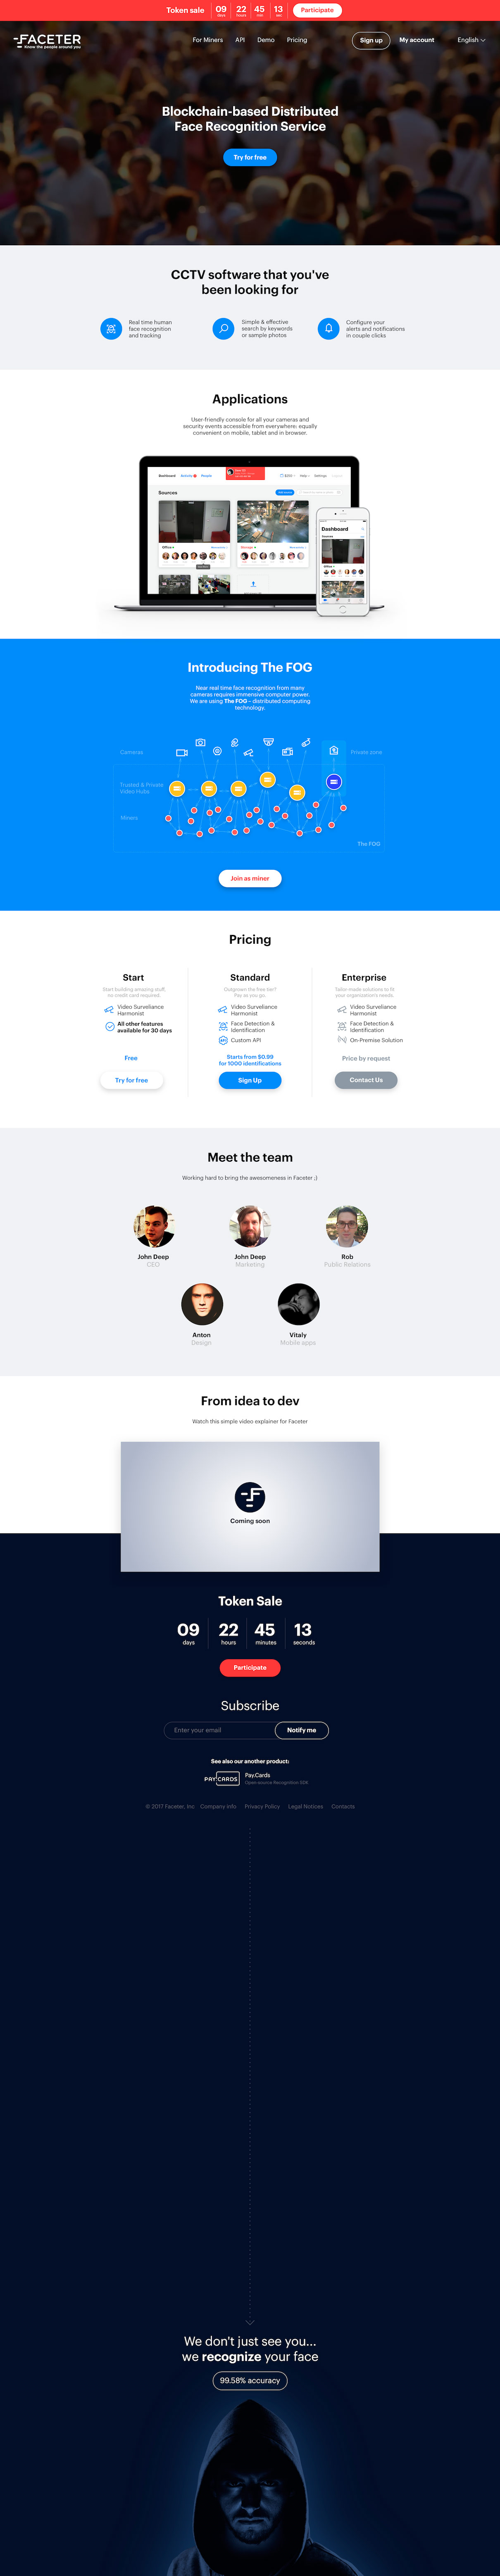 Token sale
09
days
22
hours
45
min
13
sec
Participate
FACETER
Know the people around you
For Miners
API
Demo
Pricing
Sign up
My account
English
Blockchain-based Distributed
Face Recognition Service
Try for free
CCTV software that you've
been looking for
Real time human
face recognition
and tracking
Simple & effective
search by keywords
or sample photos
Configure your
alerts and notifications
in couple clicks
Applications
User-friendly console for all your cameras and
security events accessible from everywhere: equally
convenient on mobile, tablet and in browser.
Dashboard
Activity
People
Help
Settings
Sources
Office
Dashboard
Office
Introducing The FOG
Near real time face recognition from many
cameras requires immensive computer power.
We are using The FOG – distributed computing
technology.
Cameras
Private zone
Trusted & Private
Video Hubs
Miners
The FOG
Join as miner
Pricing
Start
Start building amazing stuff,
no credit card required.
Video Surveliance
Harmonist
All other features
available for 30 days
Free
Try for free
Standard
Outgrown the free tier?
Pay as you go.
Video Surveliance
Harmonist
Face Detection &
Identification
API
Custom API
Starts from $0.99
for 1000 identifications
Sign Up
Enterprise
Tailor-made solutions to fit
your organization's needs.
Video Surveliance
Harmonist
Face Detection &
Identification
On-Premise Solution
Price by request
Contact Us
Meet the team
Working hard to bring the awesomeness in Faceter ;)
John Deep
CEO
John Deep
Marketing
Rob
Public Relations
Anton
Design
Vitaly
Mobile apps
From idea to dev
Watch this simple video explainer for Faceter
Coming soon
Token Sale
09
days
22
hours
45
minutes
13
seconds
Participate
Subscribe
Enter your email
Notify me
See also our another product:
PAY.CARDS
Pay.Cards
Open source Recognition SDK
© 2017 Faceter, Inc
Company info
Privacy Policy
Legal Notices
Contacts
We don't just see you...
we recognize your face
99.58% accuracy